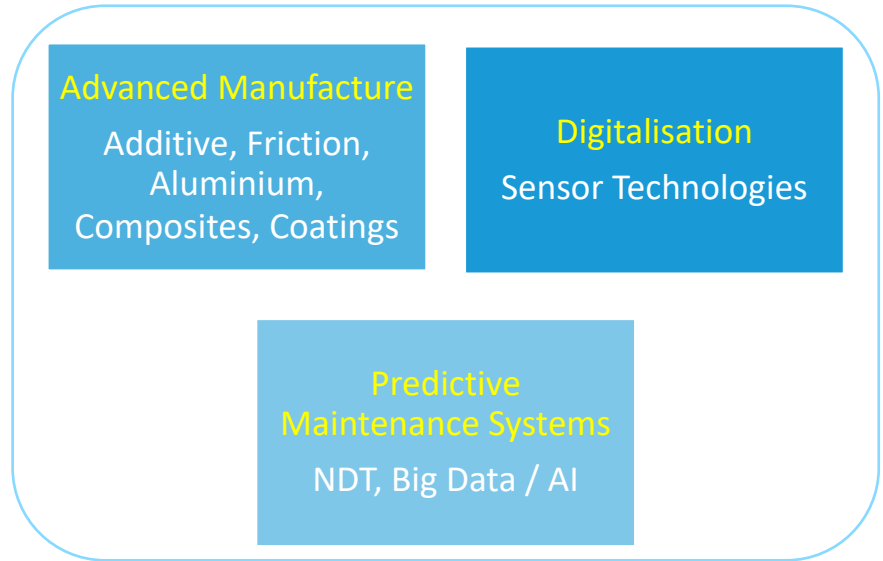 Advanced Manufacture
Additive, Friction,
Aluminium,
Composites, Coatings
Digitalisation
Sensor Technologies
Predictive
Maintenance Systems
NDT, Big Data / AI